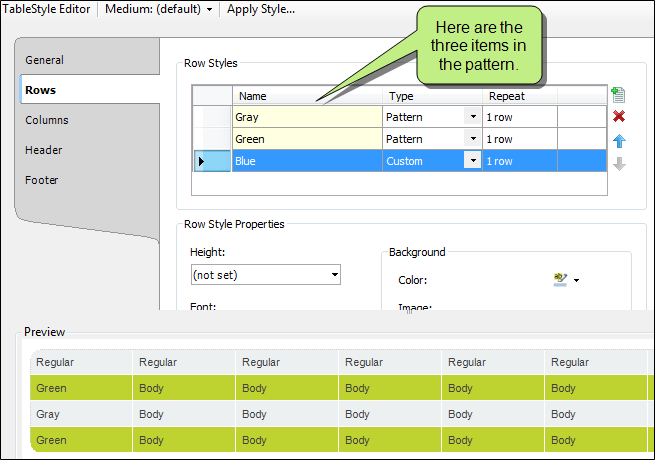 TableStyle Editor Medium: (default) Apply Style...
Here are the
three items in
the pattern.
General
Rows
Columns
Header
Footer
Row Styles
Name Type Repeat
Gray Pattern 1 row
Green Pattern 1 row
Blue Custom 1 row
Row Style Properties
Height:
(not set)
Font:
Background
Color:
Image:
Preview
Regular Regular Regular Regular Regular Regular
Green Body Body Body Body Body
Gray Body Body Body Body Body
Green Body Body Body Body Body